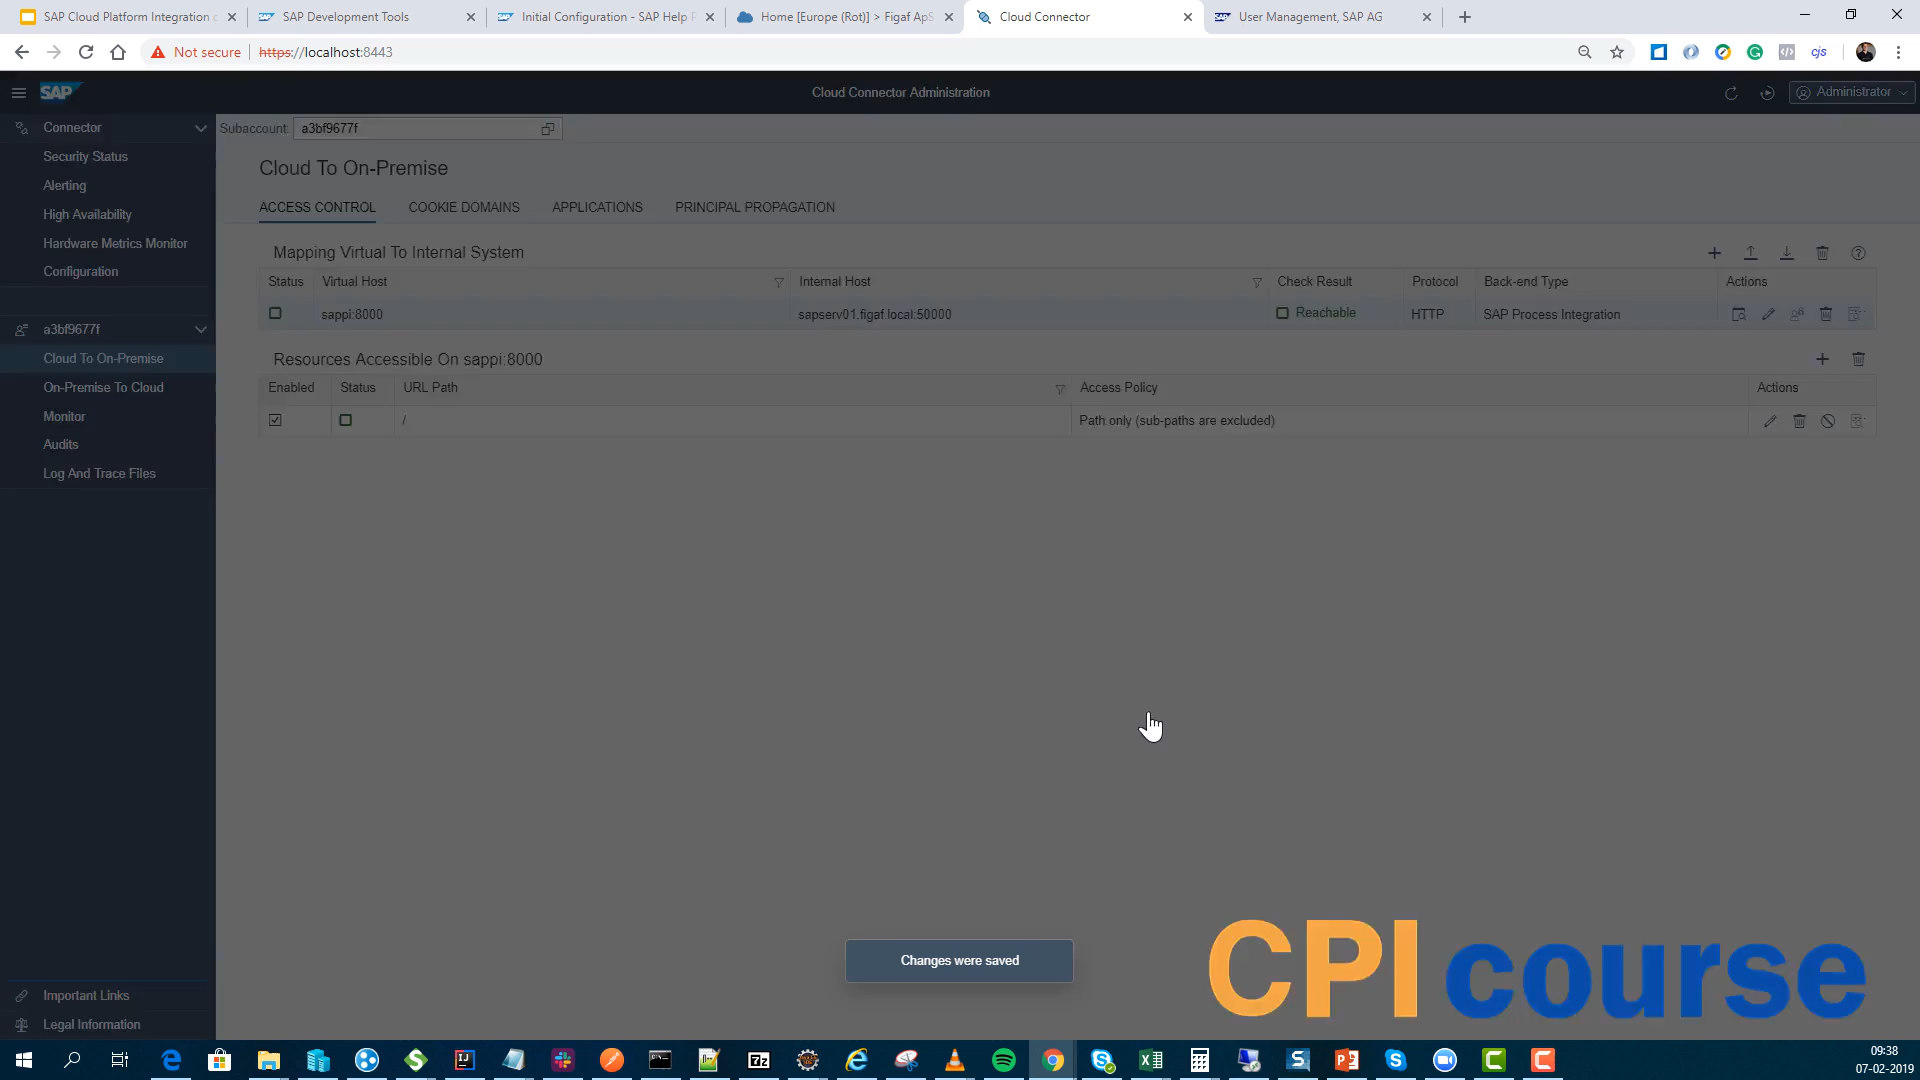 SAP Cloud Platform Integration
SAP Development Tools
Initial Configuration - SAP Help
Home [Europe (Rot)] > Figaf ApS
Cloud Connector
User Management, SAP AG
Not secure
https://localhost:8443
cjs
SAP
Cloud Connector Administration
Administrator
Connector
Security Status
Alerting
High Availability
Hardware Metrics Monitor
Configuration
a3bf9677f
Cloud To On-Premise
On-Premise To Cloud
Monitor
Audits
Log And Trace Files
Important Links
Legal Information
Subaccount: a3bf9677f
Cloud To On-Premise
ACCESS CONTROL COOKIE DOMAINS APPLICATIONS PRINCIPAL PROPAGATION
Mapping Virtual To Internal System
Status Virtual Host Internal Host Check Result Protocol Back-end Type Actions
sappi:8000 sapserv01.figaf.local:50000 Reachable HTTP SAP Process Integration
Resources Accessible On sappi:8000
Enabled Status URL Path Access Policy Actions
/ Path only (sub-paths are excluded)
Changes were saved
CPI course
09:38
07-02-2019